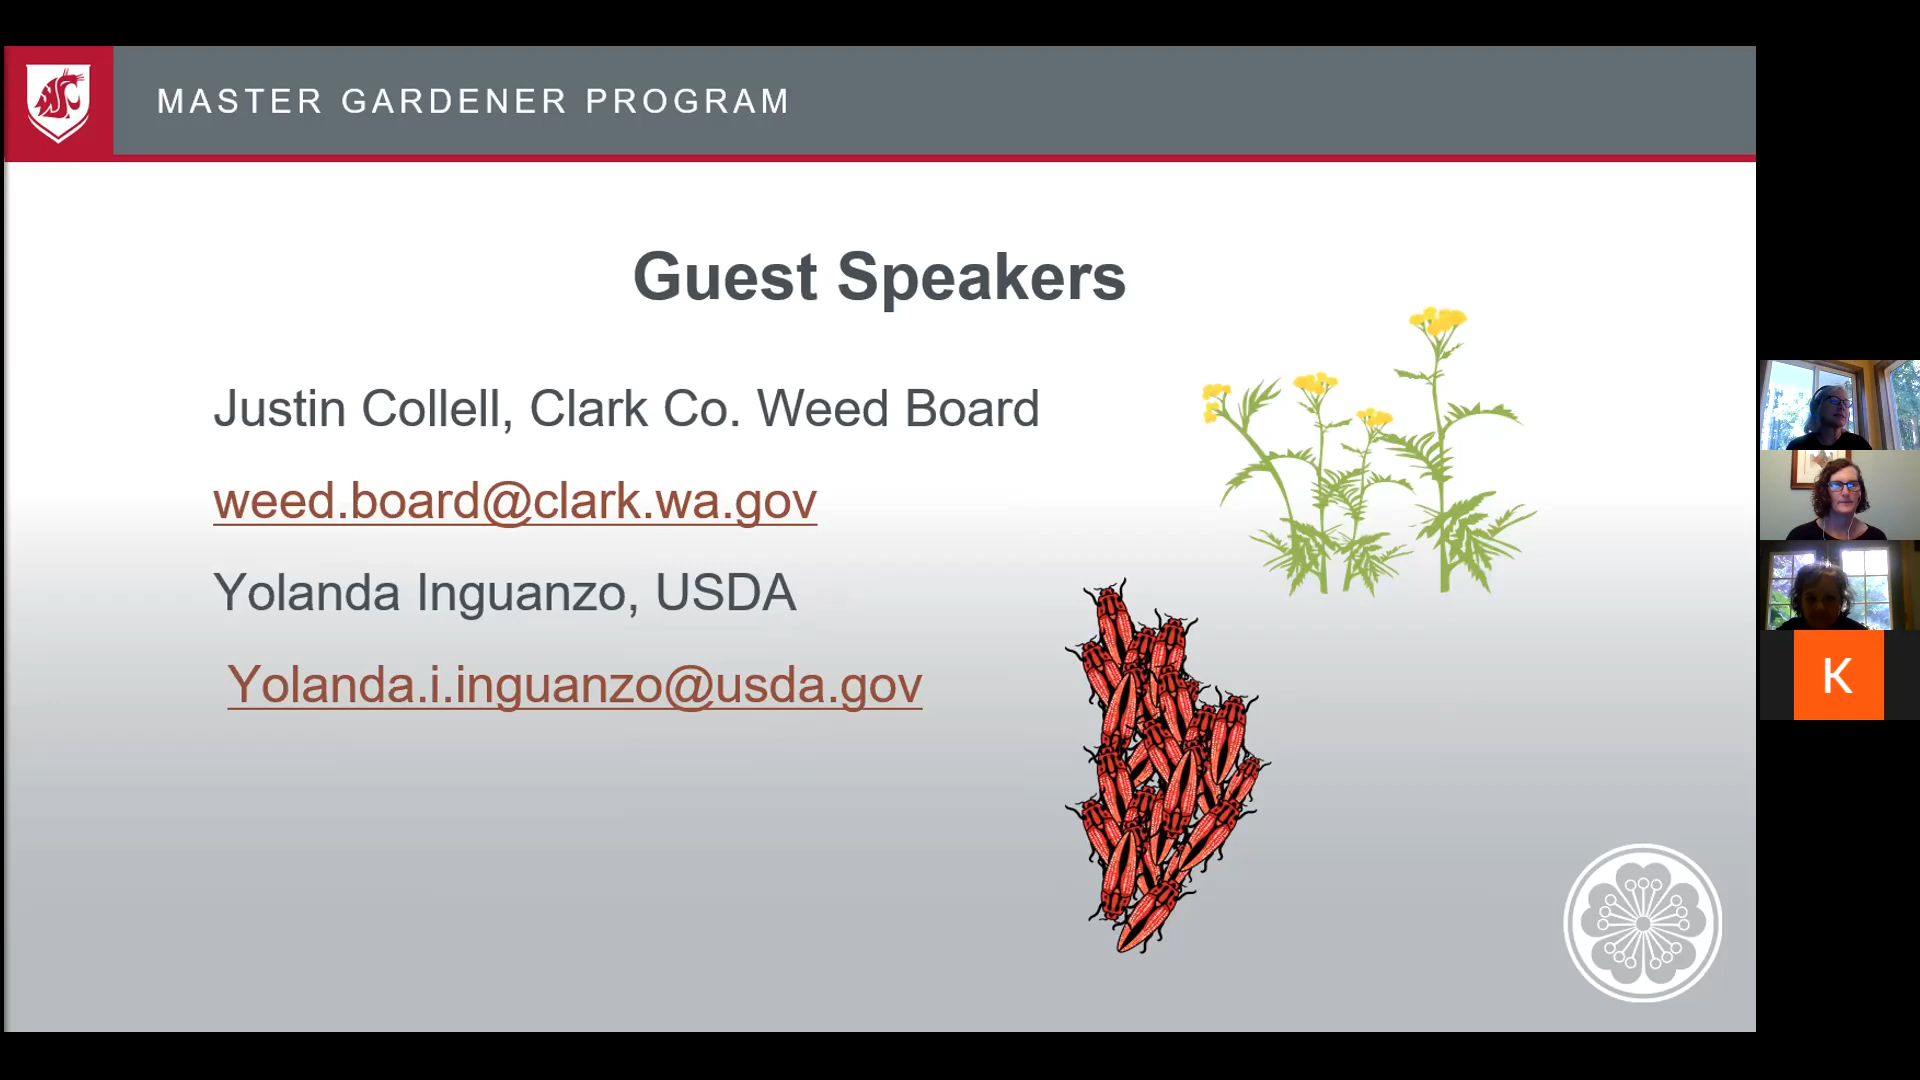 MASTER GARDENER PROGRAM
Guest Speakers
Justin Collell, Clark Co. Weed Board
weed.board@clark.wa.gov
Yolanda Inguanzo, USDA
Yolanda.i.inguanzo@usda.gov
K